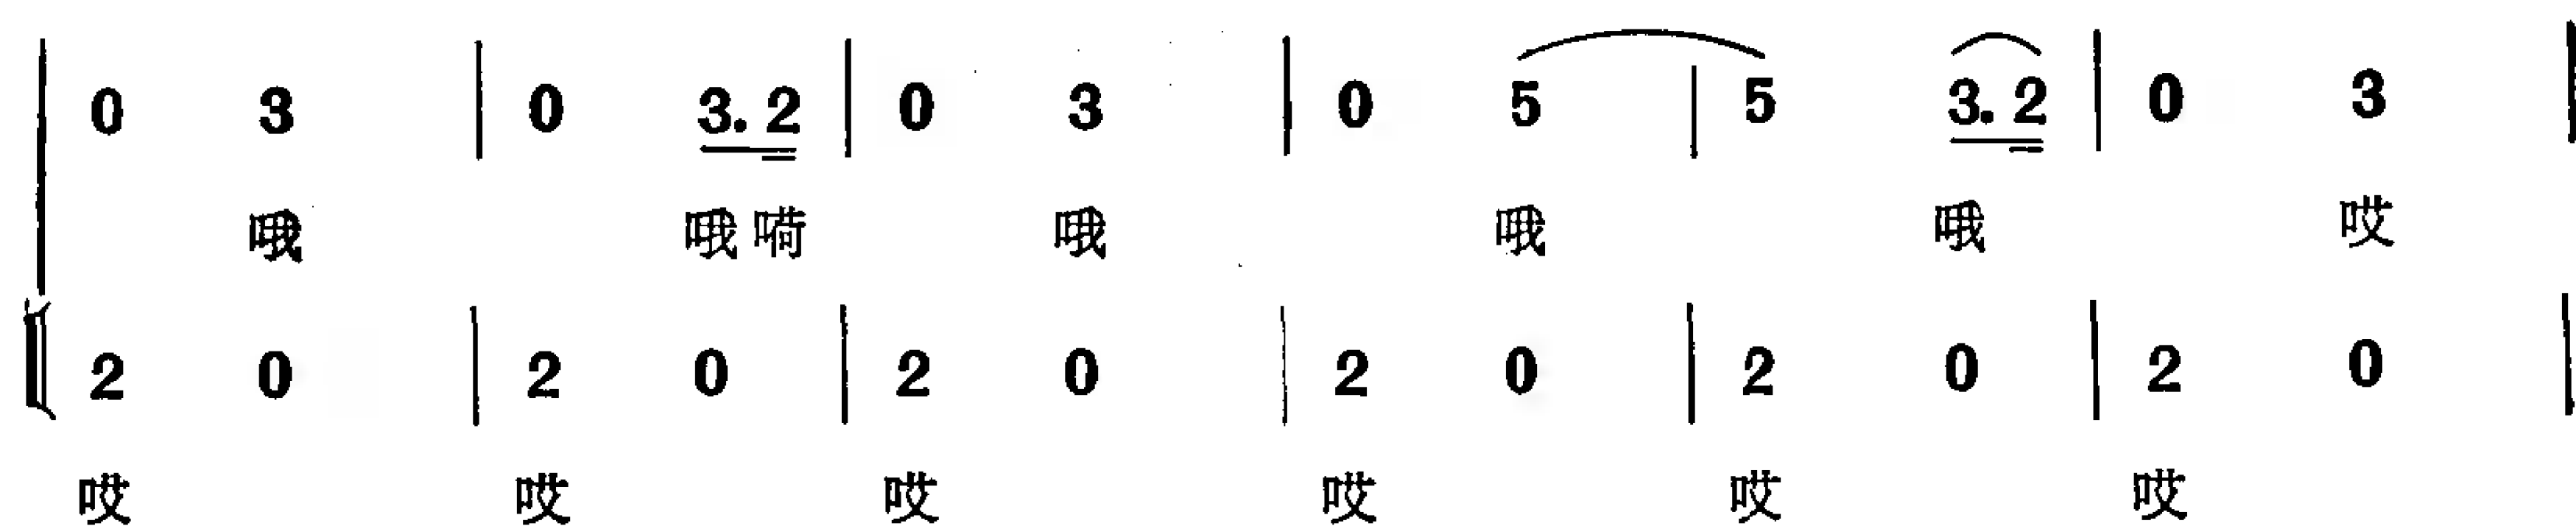 0 3 | 0 3. 2 | 0 3 | 0 5 | 5 3. 2 | 0 3 |
哦 哦 嗬 哦 哦 哦 哎
2 0 | 2 0 | 2 0 | 2 0 | 2 0 | 2 0 |
哎 哎 哎 哎 哎 哎